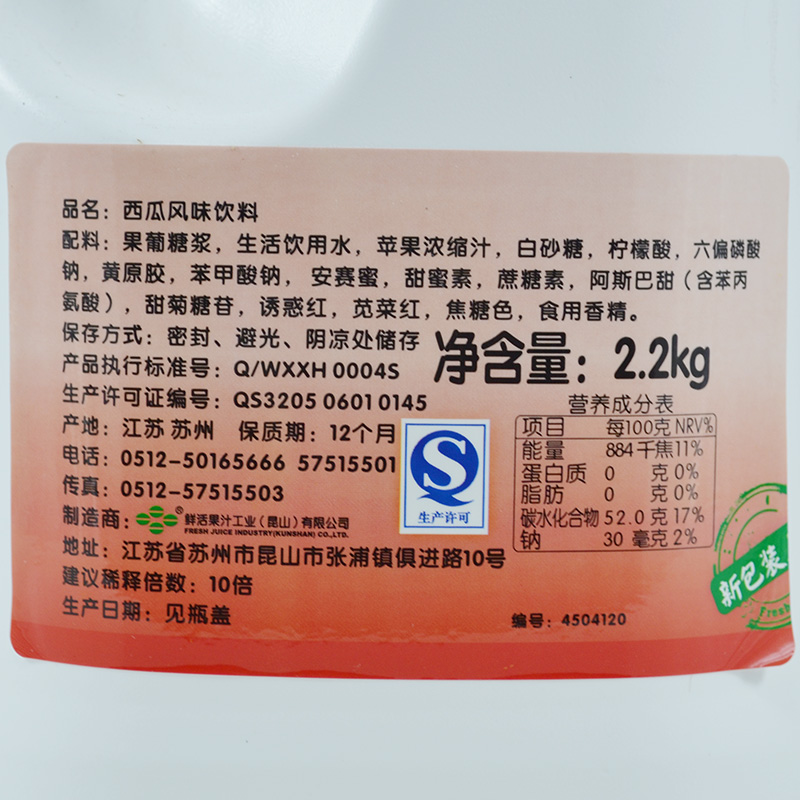 品名：西瓜风味饮料
配料：果葡糖浆，生活饮用水，苹果浓缩汁，白砂糖，柠檬酸，六偏磷酸
钠，黄原胶，苯甲酸钠，安赛蜜，甜蜜素，蔗糖素，阿斯巴甜（含苯丙
氨酸），甜菊糖苷，诱惑红，苋菜红，焦糖色，食用香精。
保存方式：密封、避光、阴凉处储存
净含量：2.2kg
产品执行标准号：Q/WXXH 0004S
生产许可证编号：QS3205 0601 0145
产地：江苏 苏州 保质期：12个月
电话：0512-50165666 57515501
传真：0512-57515503
制造商：鲜活果汁工业（昆山）有限公司
FRESH JUICE INDUSTRY(KUNSHAN) CO.,LTD.
地址：江苏省苏州市昆山市张浦镇俱进路10号
建议稀释倍数：10倍
生产日期：见瓶盖
S
生产许可
营养成分表
项目 每100克 NRV%
能量 884 千焦 11%
蛋白质 0 克 0%
脂肪 0 克 0%
碳水化合物 52.0 克 17%
钠 30 毫克 2%
新包装
Fresh
编号：4504120